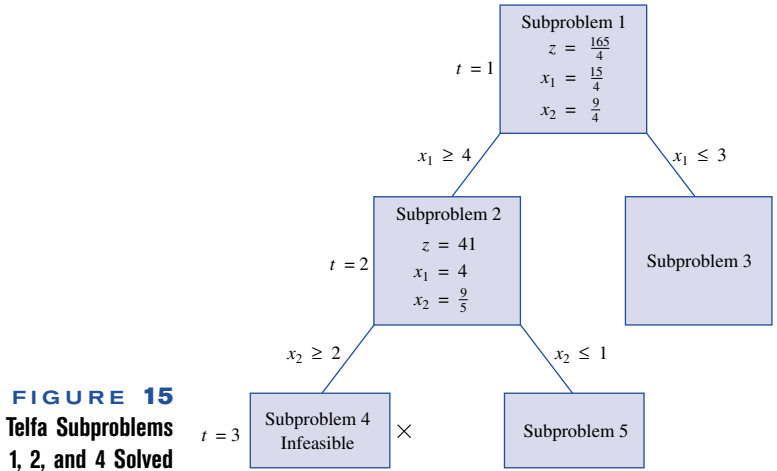 Subproblem 1
z = 165/4
t = 1
x₁ = 15/4
x₂ = 9/4
x₁ ≥ 4
x₁ ≤ 3
Subproblem 2
z = 41
t = 2
x₁ = 4
x₂ = 9/5
Subproblem 3
x₂ ≥ 2
x₂ ≤ 1
FIGURE 15
Telfa Subproblems
1, 2, and 4 Solved
t = 3
Subproblem 4
Infeasible
×
Subproblem 5